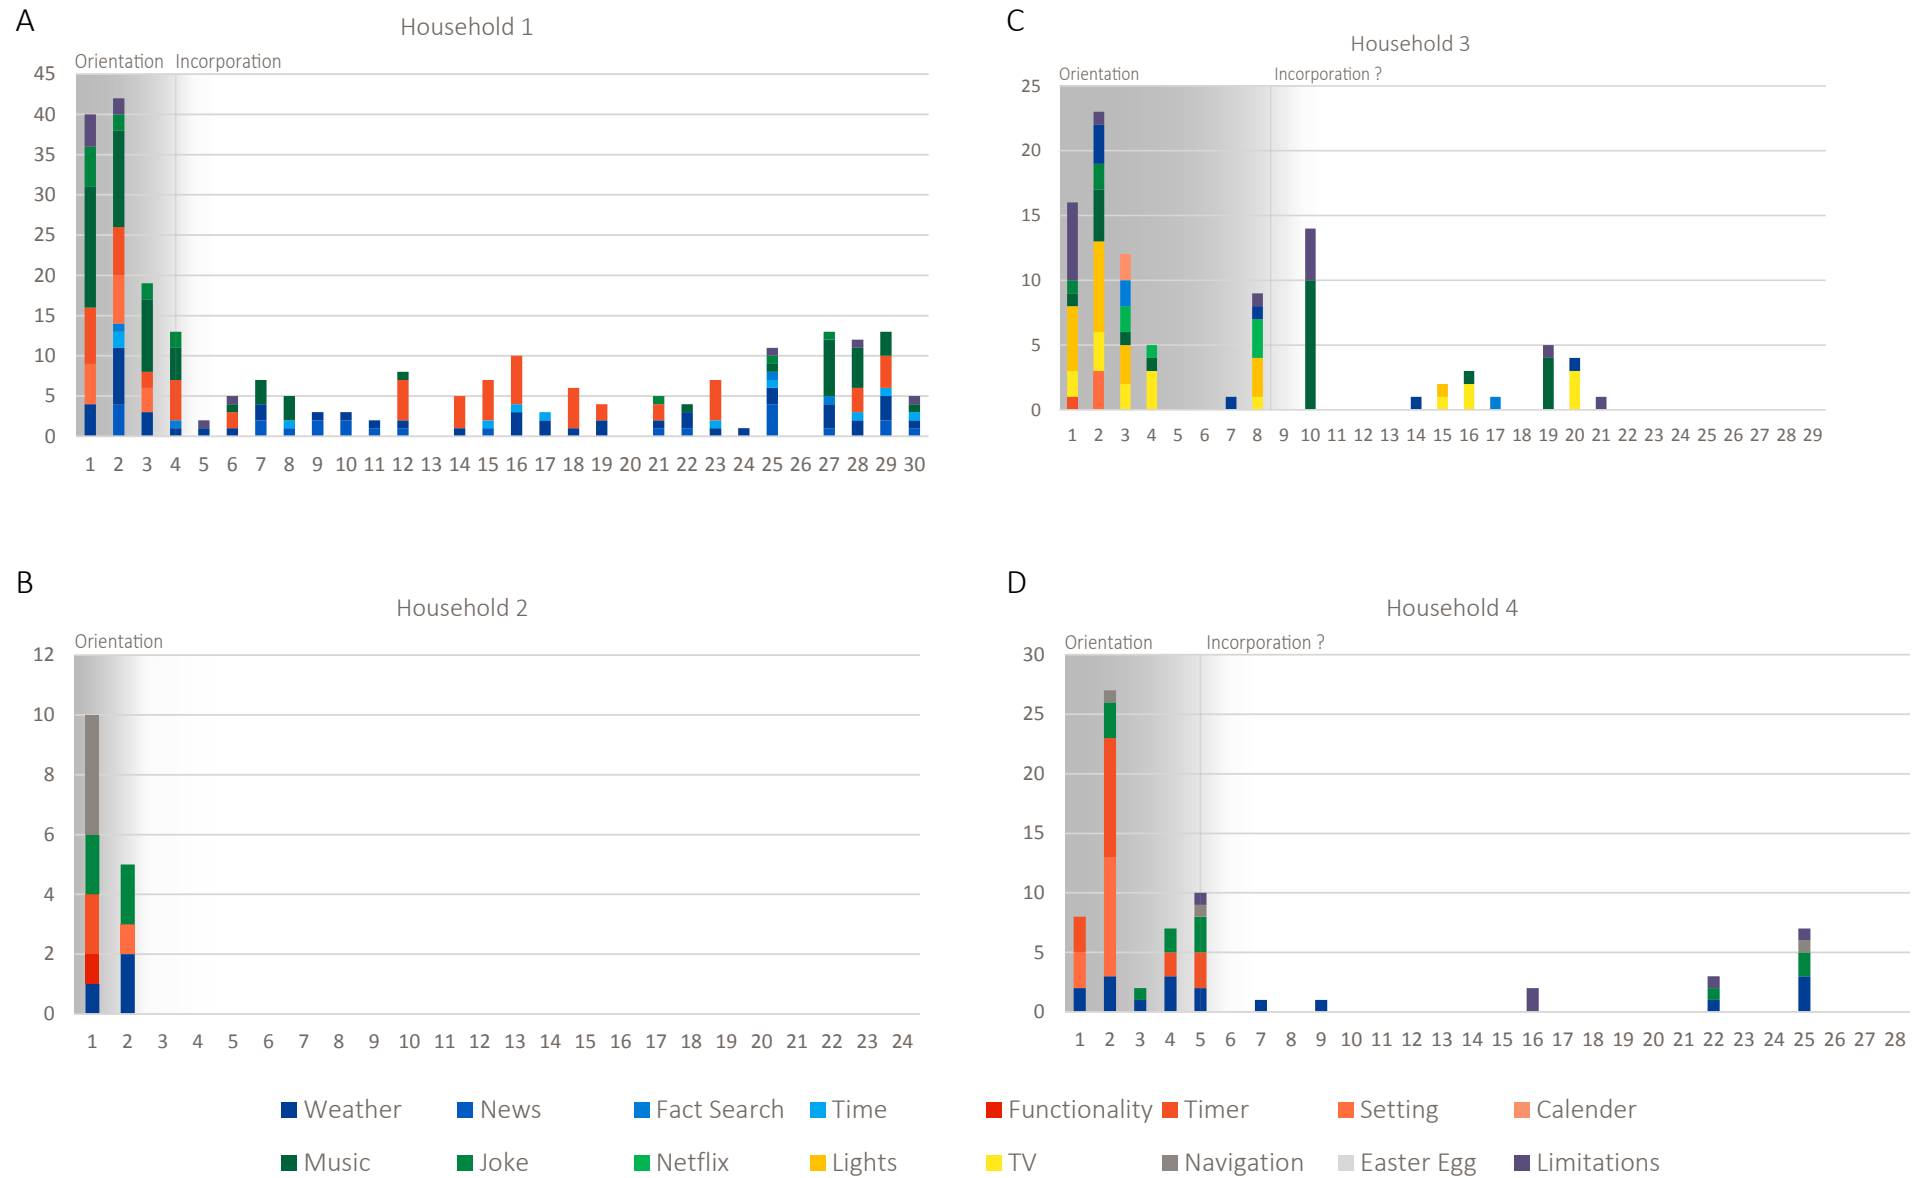 A
Household 1
Orientation Incorporation
45
40
35
30
25
20
15
10
5
0
1 2 3 4 5 6 7 8 9 10 11 12 13 14 15 16 17 18 19 20 21 22 23 24 25 26 27 28 29 30
C
Household 3
Orientation Incorporation ?
25
20
15
10
5
0
1 2 3 4 5 6 7 8 9 10 11 12 13 14 15 16 17 18 19 20 21 22 23 24 25 26 27 28 29
B
Household 2
Orientation
12
10
8
6
4
2
0
1 2 3 4 5 6 7 8 9 10 11 12 13 14 15 16 17 18 19 20 21 22 23 24
D
Household 4
Orientation Incorporation ?
30
25
20
15
10
5
0
1 2 3 4 5 6 7 8 9 10 11 12 13 14 15 16 17 18 19 20 21 22 23 24 25 26 27 28
Weather News Fact Search Time Functionality Timer Setting Calender
Music Joke Netflix Lights TV Navigation Easter Egg Limitations